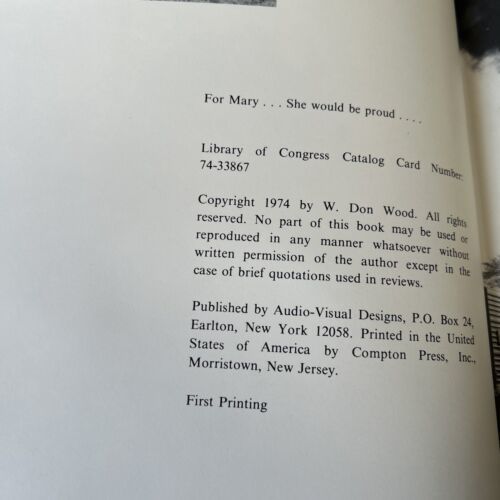 For Mary . . . She would be proud . . . .
Library of Congress Catalog Card Number:
74-33867
Copyright 1974 by W. Don Wood. All rights
reserved. No part of this book may be used or
reproduced in any manner whatsoever without
written permission of the author except in the
case of brief quotations used in reviews.
Published by Audio-Visual Designs, P.O. Box 24,
Earlton, New York 12058. Printed in the United
States of America by Compton Press, Inc.,
Morristown, New Jersey.
First Printing